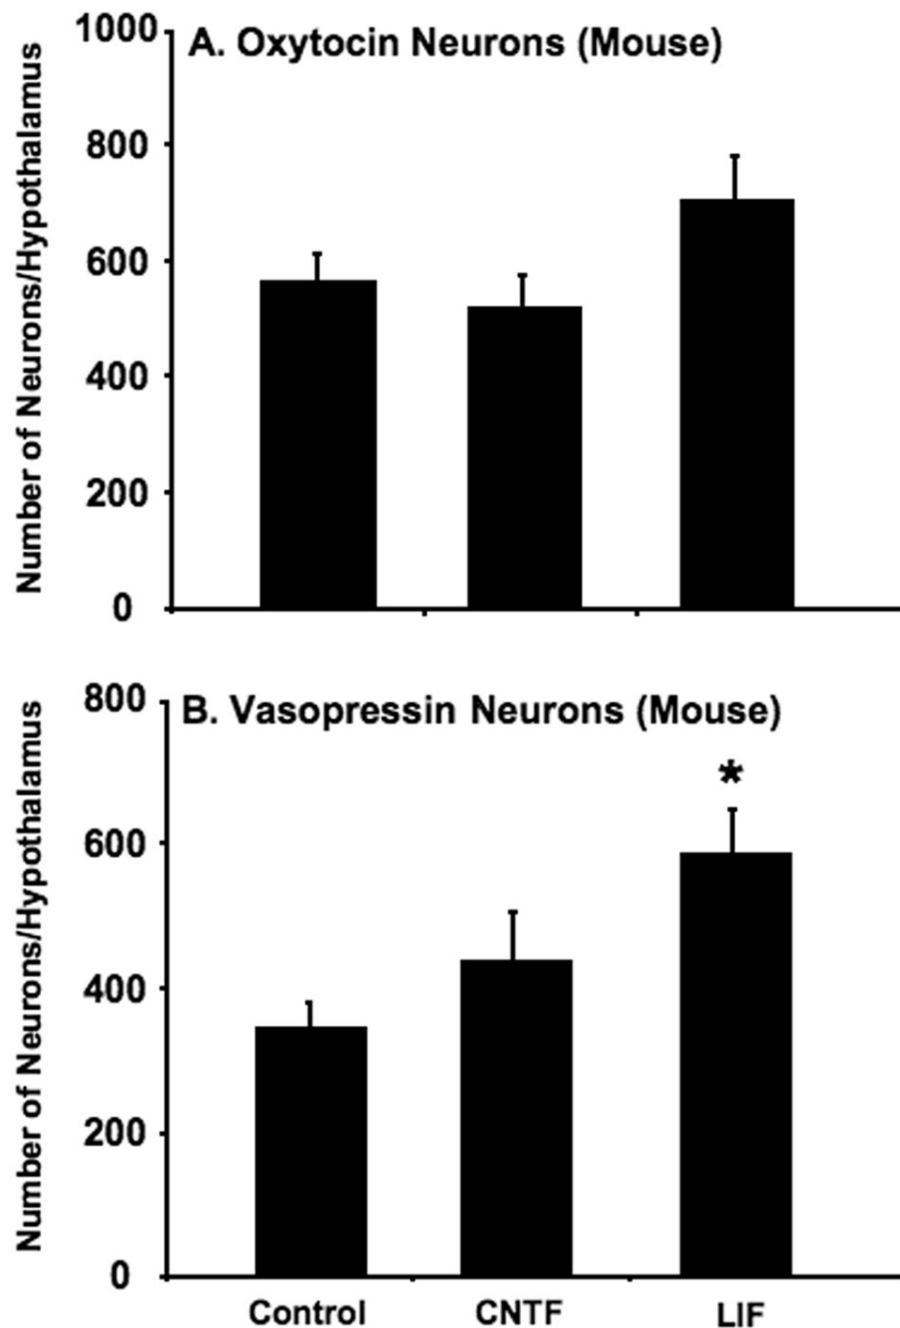 A. Oxytocin Neurons (Mouse)
Number of Neurons/Hypothalamus
1000
800
600
400
200
0
B. Vasopressin Neurons (Mouse)
Number of Neurons/Hypothalamus
800
*
600
400
200
0
Control CNTF LIF